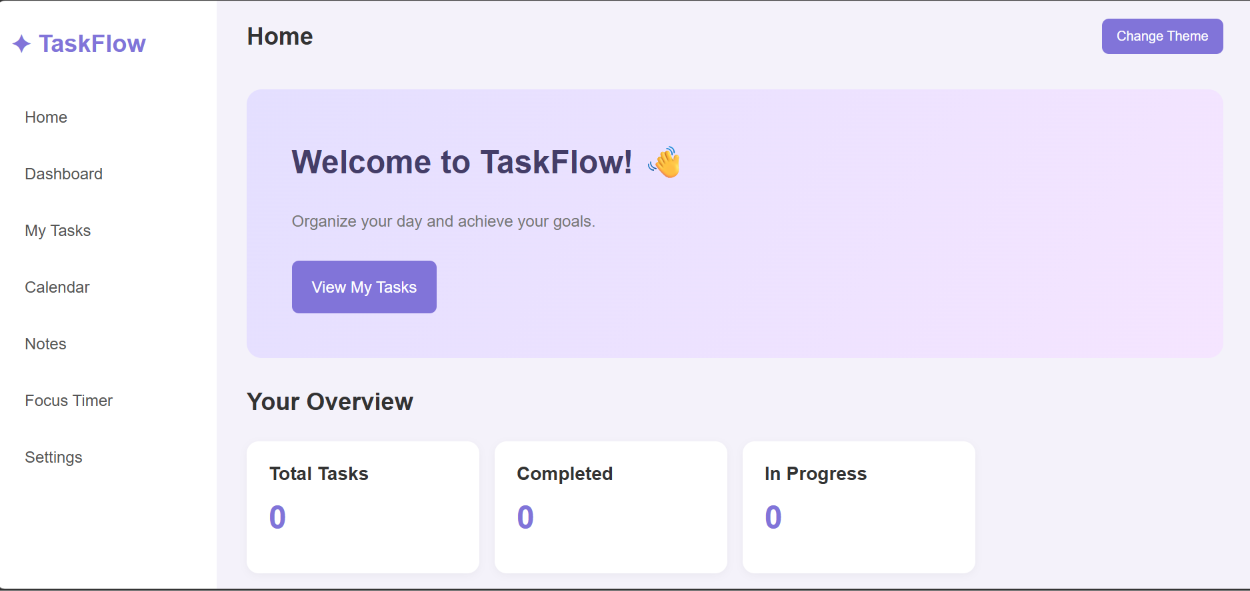 ✦ TaskFlow
Home
Dashboard
My Tasks
Calendar
Notes
Focus Timer
Settings
Home
Change Theme
Welcome to TaskFlow! 👋
Organize your day and achieve your goals.
View My Tasks
Your Overview
Total Tasks
0
Completed
0
In Progress
0